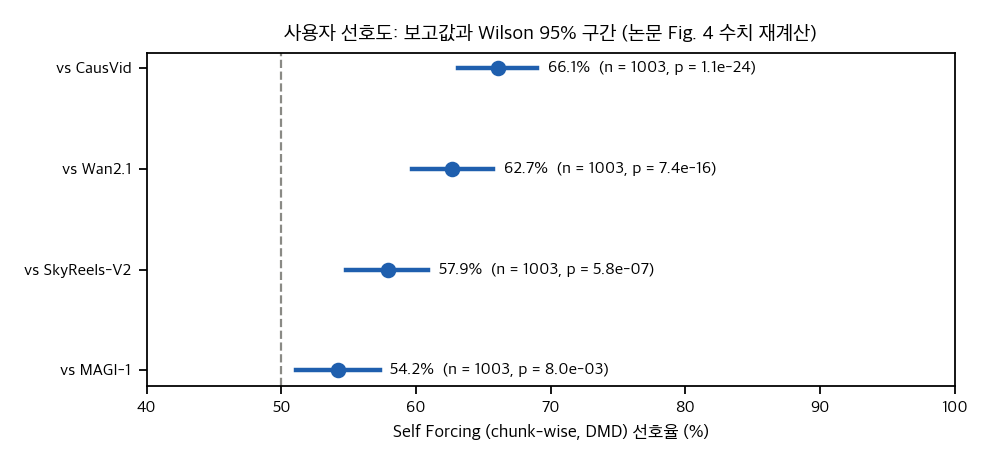 사용자 선호도: 보고값과 Wilson 95% 구간 (논문 Fig. 4 수치 재계산)
vs CausVid
66.1% (n = 1003, p = 1.1e-24)
vs Wan2.1
62.7% (n = 1003, p = 7.4e-16)
vs SkyReels-V2
57.9% (n = 1003, p = 5.8e-07)
vs MAGI-1
54.2% (n = 1003, p = 8.0e-03)
40 50 60 70 80 90 100
Self Forcing (chunk-wise, DMD) 선호율 (%)